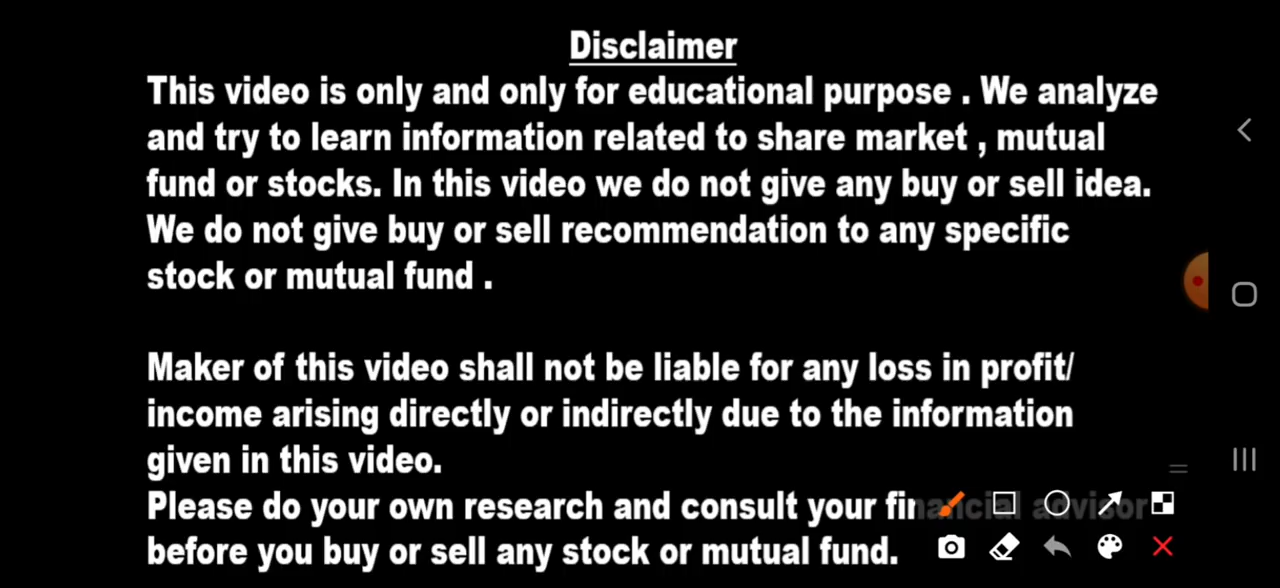 Disclaimer
This video is only and only for educational purpose . We analyze
and try to learn information related to share market , mutual
fund or stocks. In this video we do not give any buy or sell idea.
We do not give buy or sell recommendation to any specific
stock or mutual fund .
Maker of this video shall not be liable for any loss in profit/
income arising directly or indirectly due to the information
given in this video.
Please do your own research and consult your financial advisor
before you buy or sell any stock or mutual fund.